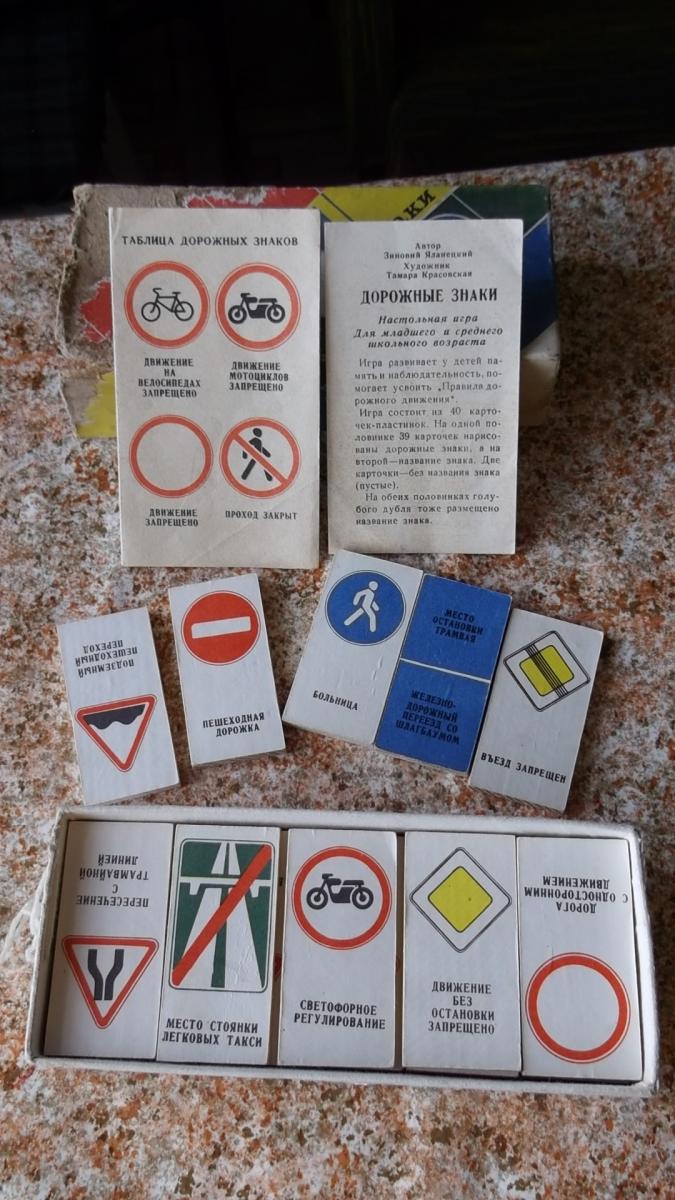 КИ
ТАБЛИЦА ДОРОЖНЫХ ЗНАКОВ
ДВИЖЕНИЕ
НА
ВЕЛОСИПЕДАХ
ЗАПРЕЩЕНО
ДВИЖЕНИЕ
МОТОЦИКЛОВ
ЗАПРЕЩЕНО
ДВИЖЕНИЕ
ЗАПРЕЩЕНО
ПРОХОД ЗАКРЫТ
Автор
Зиновий Яланецкий
Художник
Тамара Красовская
ДОРОЖНЫЕ ЗНАКИ
Настольная игра
Для младшего и среднего
школьного возраста
Игра развивает у детей па-
мять и наблюдательность, по-
могает усвоить „Правила до-
рожного движения".
Игра состоит из 40 карто-
чек-пластинок. На одной по-
ловинке 39 карточек нарисо-
ваны дорожные знаки, а на
второй—название знака. Две
карточки—без названия знака
(пустые).
На обеих половинках голу-
бого дубля тоже размещено
название знака.
ПОДЗЕМНЫЙ
ПЕШЕХОДНЫЙ
ПЕРЕХОД
ПЕШЕХОДНАЯ
ДОРОЖКА
БОЛЬНИЦА
МЕСТО
ОСТАНОВКИ
ТРАМВАЯ
ЖЕЛЕЗНО-
ДОРОЖНЫЙ
ПЕРЕЕЗД СО
ШЛАГБАУМОМ
ВЪЕЗД ЗАПРЕЩЕН
ПЕРЕСЕЧЕНИЕ
С
ТРАМВАЙНОЙ
ЛИНИЕЙ
МЕСТО СТОЯНКИ
ЛЕГКОВЫХ ТАКСИ
СВЕТОФОРНОЕ
РЕГУЛИРОВАНИЕ
ДВИЖЕНИЕ
БЕЗ
ОСТАНОВКИ
ЗАПРЕЩЕНО
ДОРОГА
С ОДНОСТОРОННИМ
ДВИЖЕНИЕМ